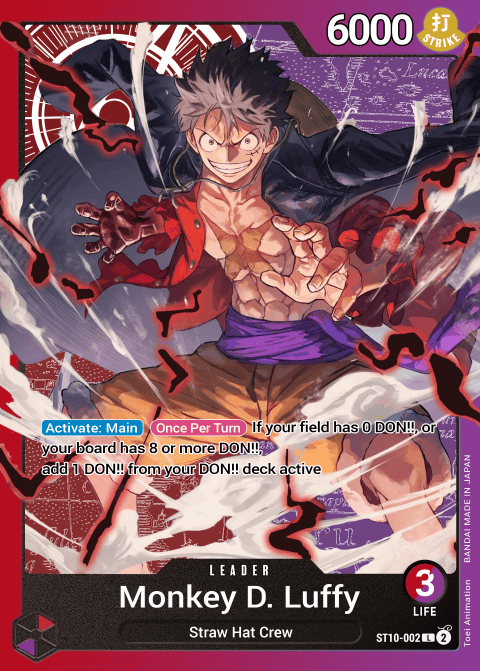 6000
打
STRIKE
Luca
Activate: Main Once Per Turn If your field has 0 DON!!, or
your board has 8 or more DON!!,
add 1 DON!! from your DON!! deck active
LEADER
Monkey D. Luffy
Straw Hat Crew
3
LIFE
ST10-002 L 2
Toei Animation BANDAI MADE IN JAPAN